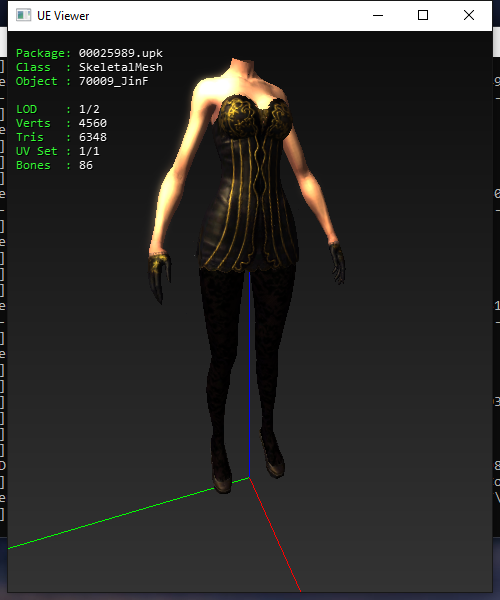 UE Viewer
Package: 00025989.upk
Class : SkeletalMesh
Object : 70009_JinF
LOD : 1/2
Verts : 4560
Tris : 6348
UV Set : 1/1
Bones : 86